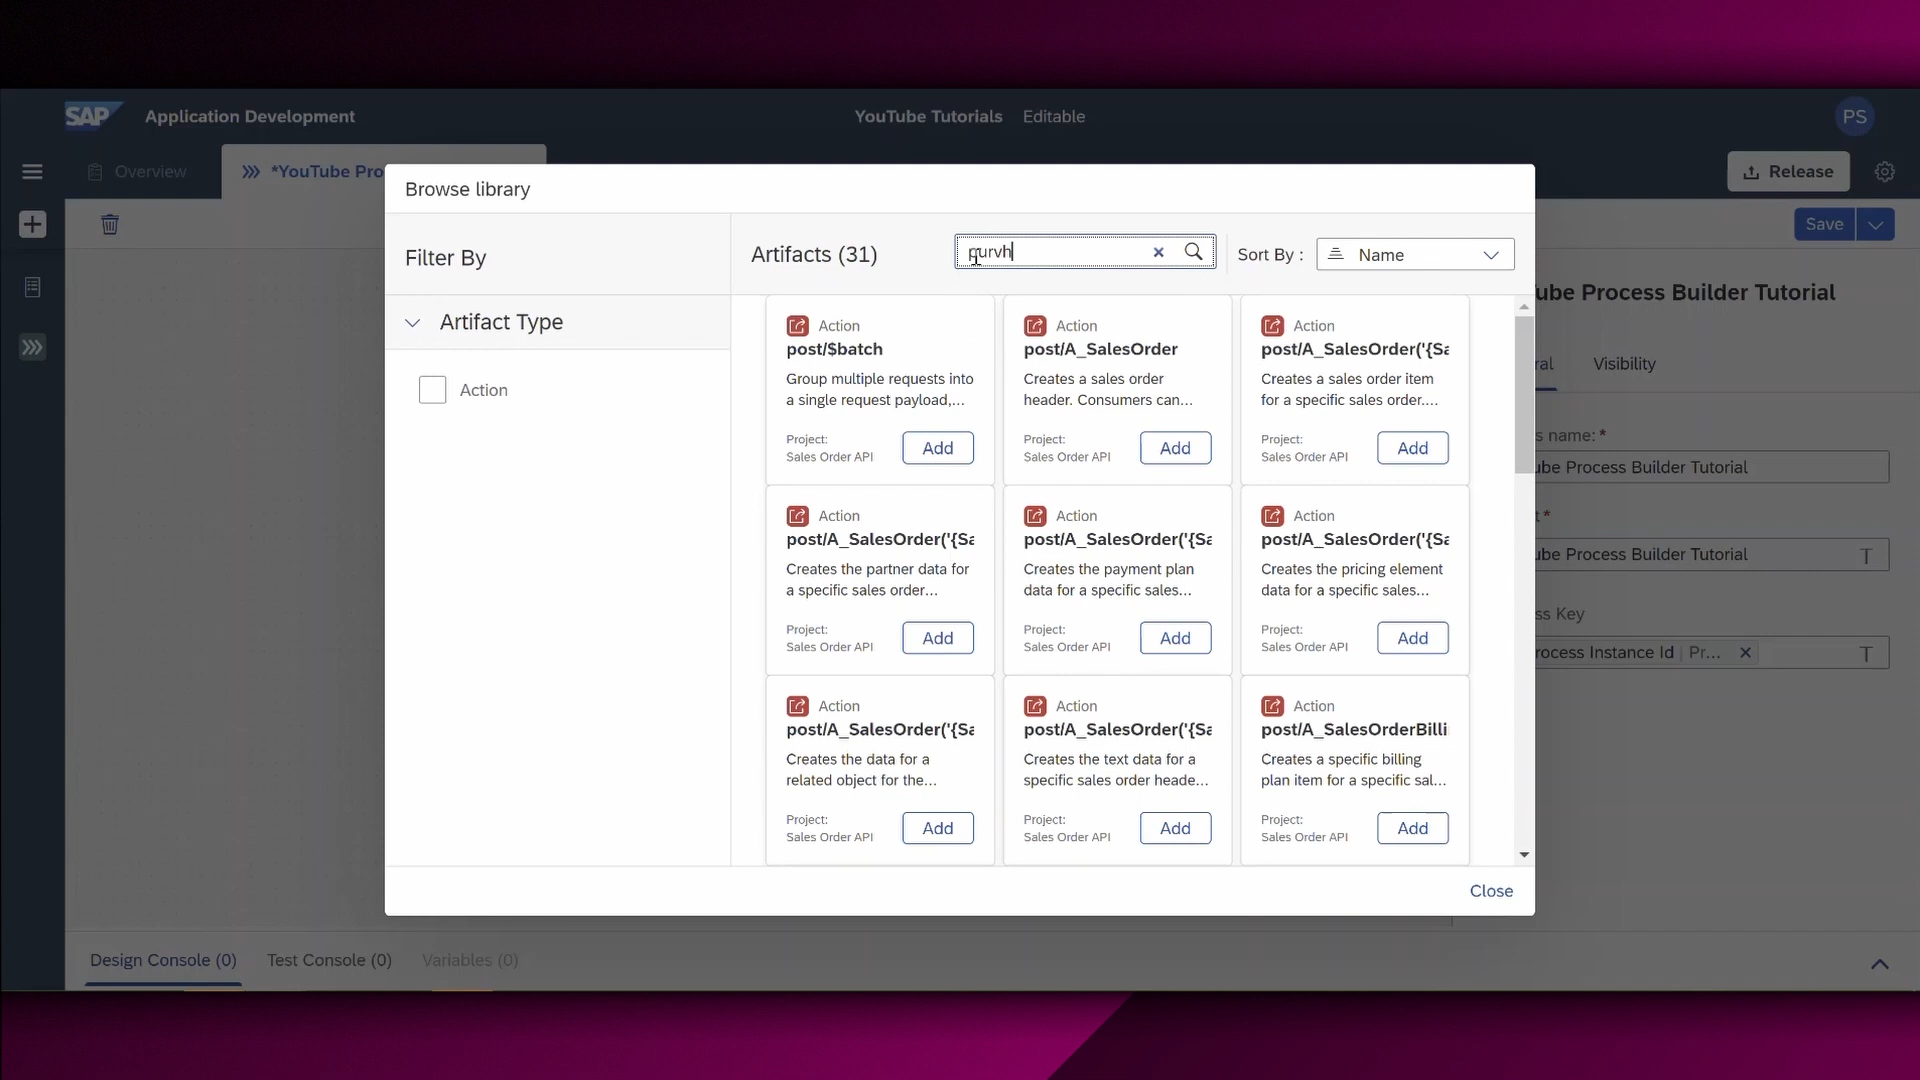 SAP
Application Development
YouTube Tutorials
Editable
PS
Overview
*YouTube Pro
Release
Save
Browse library
Filter By
Artifact Type
Action
Artifacts (31)
purvh
Sort By :
Name
Action
post/$batch
Group multiple requests into
a single request payload,...
Project:
Sales Order API
Add
Action
post/A_SalesOrder
Creates a sales order
header. Consumers can...
Project:
Sales Order API
Add
Action
post/A_SalesOrder('{Sa
Creates a sales order item
for a specific sales order....
Project:
Sales Order API
Add
Action
post/A_SalesOrder('{Sa
Creates the partner data for
a specific sales order...
Project:
Sales Order API
Add
Action
post/A_SalesOrder('{Sa
Creates the payment plan
data for a specific sales...
Project:
Sales Order API
Add
Action
post/A_SalesOrder('{Sa
Creates the pricing element
data for a specific sales...
Project:
Sales Order API
Add
Action
post/A_SalesOrder('{Sa
Creates the data for a
related object for the...
Project:
Sales Order API
Add
Action
post/A_SalesOrder('{Sa
Creates the text data for a
specific sales order heade...
Project:
Sales Order API
Add
Action
post/A_SalesOrderBilli
Creates a specific billing
plan item for a specific sal...
Project:
Sales Order API
Add
Close
ube Process Builder Tutorial
ral
Visibility
s name: *
ube Process Builder Tutorial
t *
ube Process Builder Tutorial
ss Key
rocess Instance Id | Pr...
Design Console (0)
Test Console (0)
Variables (0)